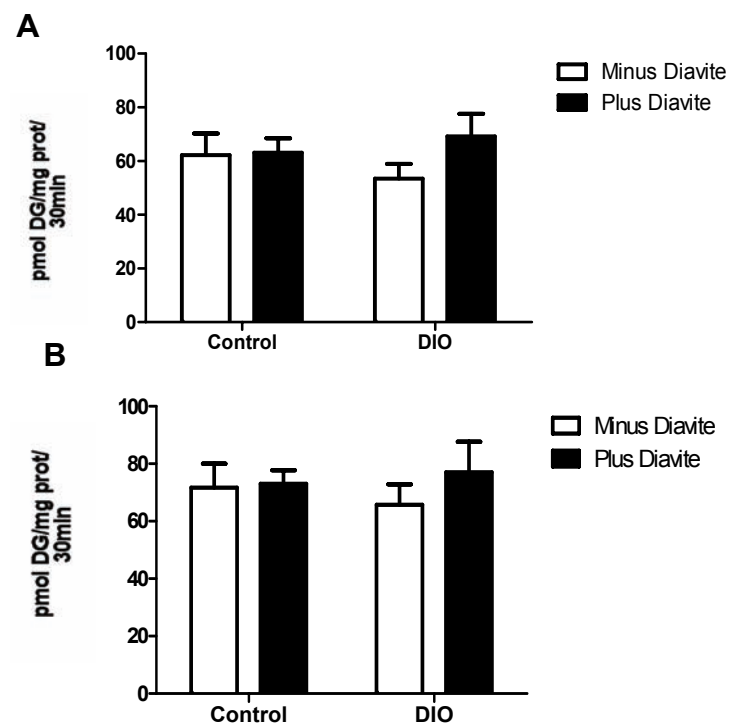 A
100
80
60
40
20
0
pmol DG/mg prot/
30min
Control
DIO
Minus Diavite
Plus Diavite
B
100
80
60
40
20
0
pmol DG/mg prot/
30min
Control
DIO
Minus Diavite
Plus Diavite